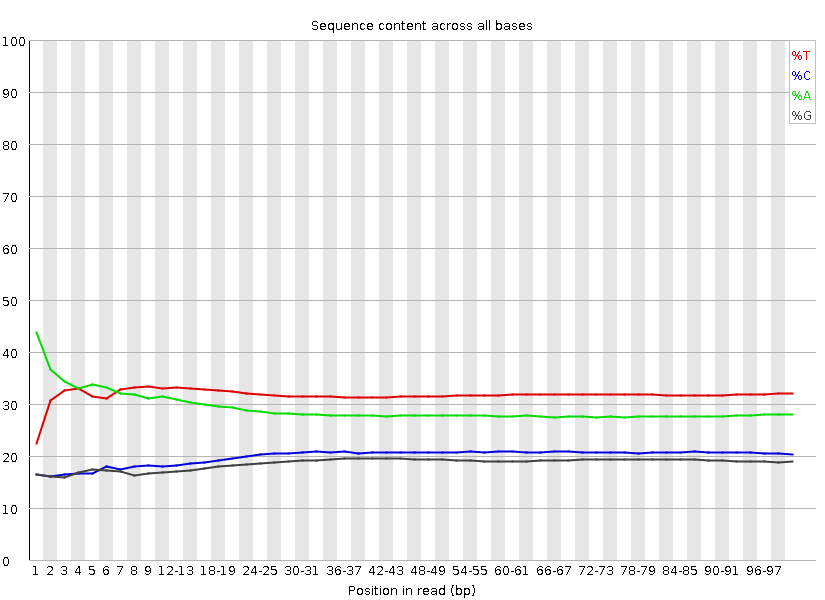 Sequence content across all bases
100
90
80
70
60
50
40
30
20
10
0
%T
%C
%A
%G
1 2 3 4 5 6 7 8 9 12-13 18-19 24-25 30-31 36-37 42-43 48-49 54-55 60-61 66-67 72-73 78-79 84-85 90-91 96-97
Position in read (bp)